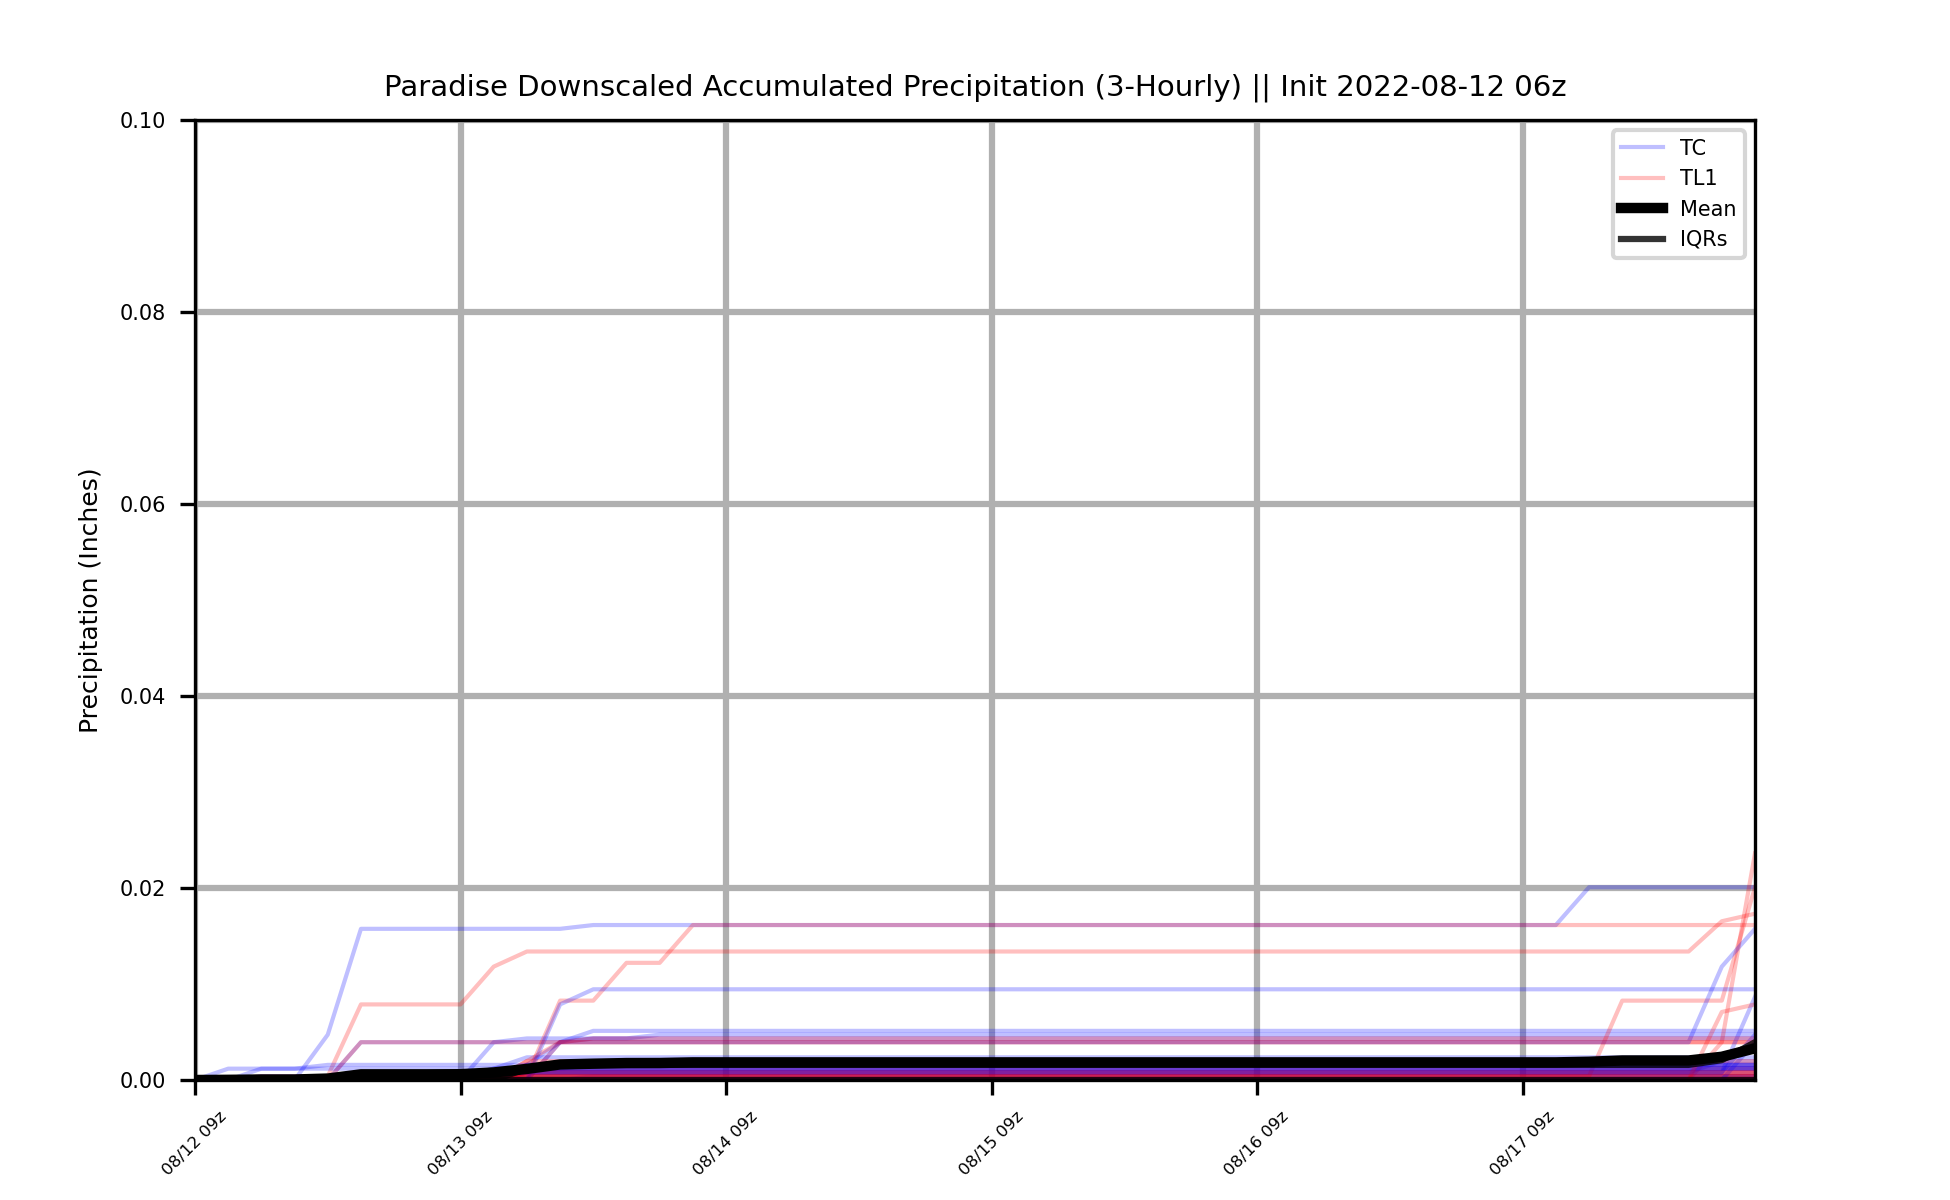 Paradise Downscaled Accumulated Precipitation (3-Hourly) || Init 2022-08-12 06z
0.10
0.08
0.06
0.04
0.02
0.00
Precipitation (Inches)
TC
TL1
Mean
IQRs
08/12 09z
08/13 09z
08/14 09z
08/15 09z
08/16 09z
08/17 09z